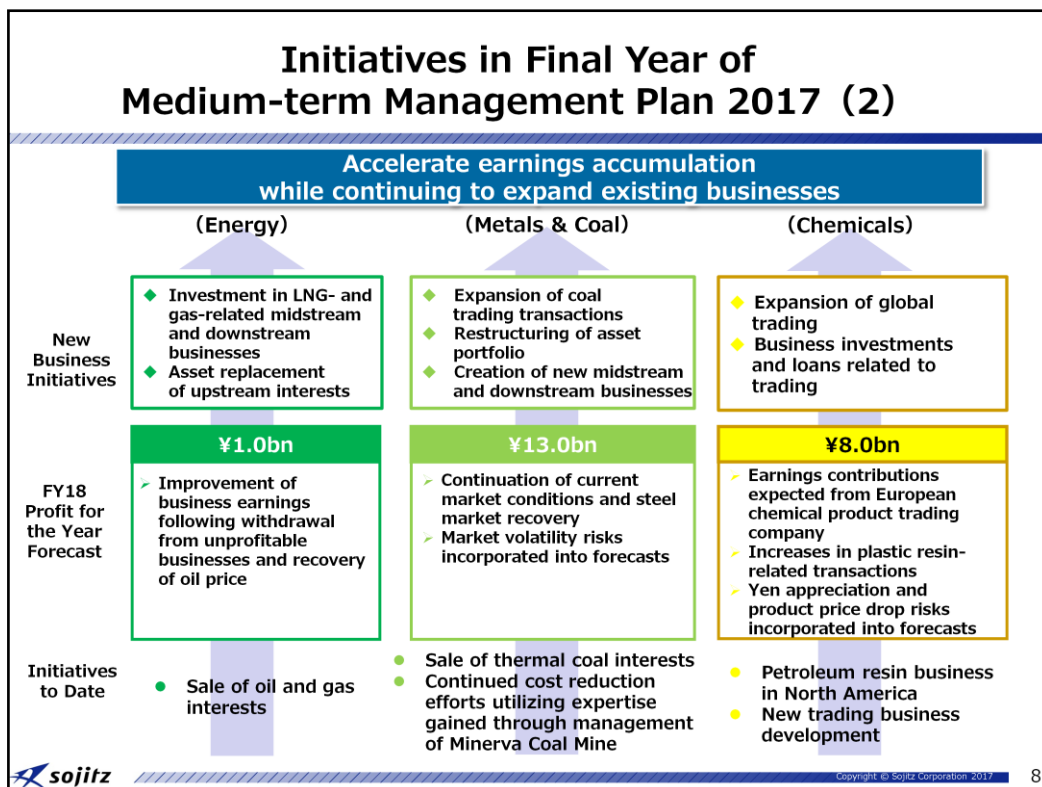 Initiatives in Final Year of
Medium-term Management Plan 2017（2）
Accelerate earnings accumulation
while continuing to expand existing businesses
（Energy）
（Metals & Coal）
（Chemicals）
New
Business
Initiatives
◆ Investment in LNG- and
gas-related midstream
and downstream
businesses
◆ Asset replacement
of upstream interests
◆ Expansion of coal
trading transactions
◆ Restructuring of asset
portfolio
◆ Creation of new midstream
and downstream businesses
◆ Expansion of global
trading
◆ Business investments
and loans related to
trading
FY18
Profit for
the Year
Forecast
¥1.0bn
➢ Improvement of
business earnings
following withdrawal
from unprofitable
businesses and recovery
of oil price
¥13.0bn
➢ Continuation of current
market conditions and steel
market recovery
➢ Market volatility risks
incorporated into forecasts
¥8.0bn
➢ Earnings contributions
expected from European
chemical product trading
company
➢ Increases in plastic resin-
related transactions
➢ Yen appreciation and
product price drop risks
incorporated into forecasts
Initiatives
to Date
● Sale of oil and gas
interests
● Sale of thermal coal interests
● Continued cost reduction
efforts utilizing expertise
gained through management
of Minerva Coal Mine
● Petroleum resin business
in North America
● New trading business
development
sojitz
Copyright © Sojitz Corporation 2017
8